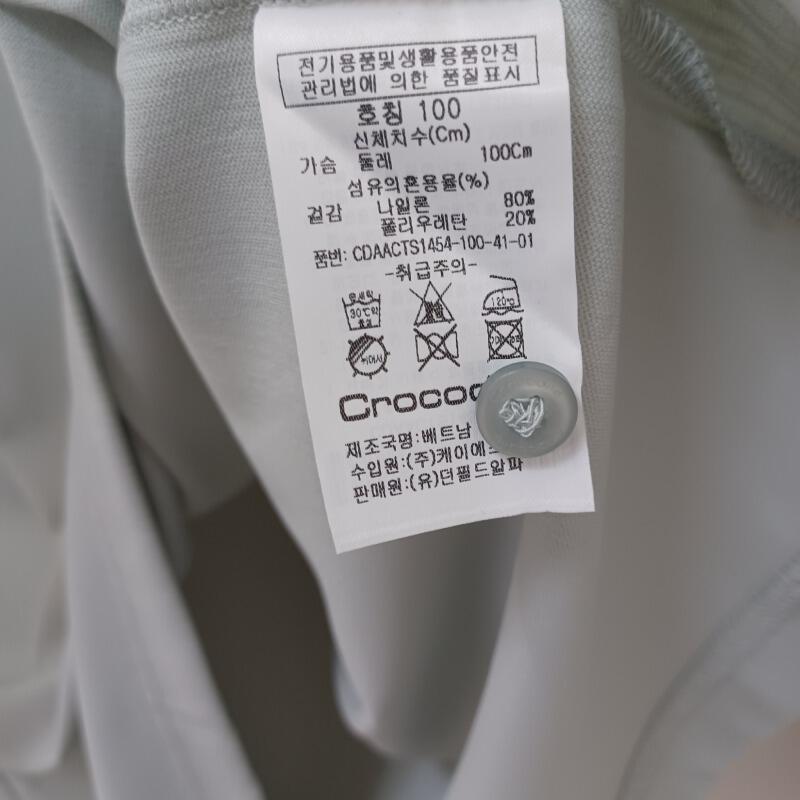 전기용품및생활용품안전
관리법에 의한 품질표시
호칭 100
신체치수(Cm)
가슴 둘레 100Cm
섬유의혼용율(%)
겉감 나일론 80%
폴리우레탄 20%
품번: CDAACTS1454-100-41-01
-취급주의-
30℃약 120℃
제조국명:베트남
수입원:(주)케이에
판매원:(유)던필드알파